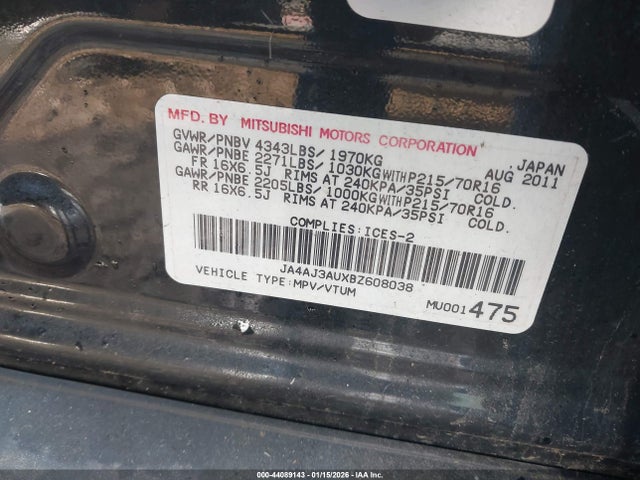 MFD. BY MITSUBISHI MOTORS CORPORATION
GVWR/PNBV 4343LBS/1970KG JAPAN
GAWR/PNBE 2271LBS/1030KG WITH P215/70R16 AUG 2011
FR 16X6.5J RIMS AT 240KPA/35PSI COLD.
GAWR/PNBE 2205LBS/1000KG WITH P215/70R16
RR 16X6.5J RIMS AT 240KPA/35PSI COLD.
COMPLIES:ICES-2
JA4AJ3AUXBZ608038
VEHICLE TYPE:MPV/VTUM
MU001475
000-44089143 - 01/15/2026 - IAA Inc.